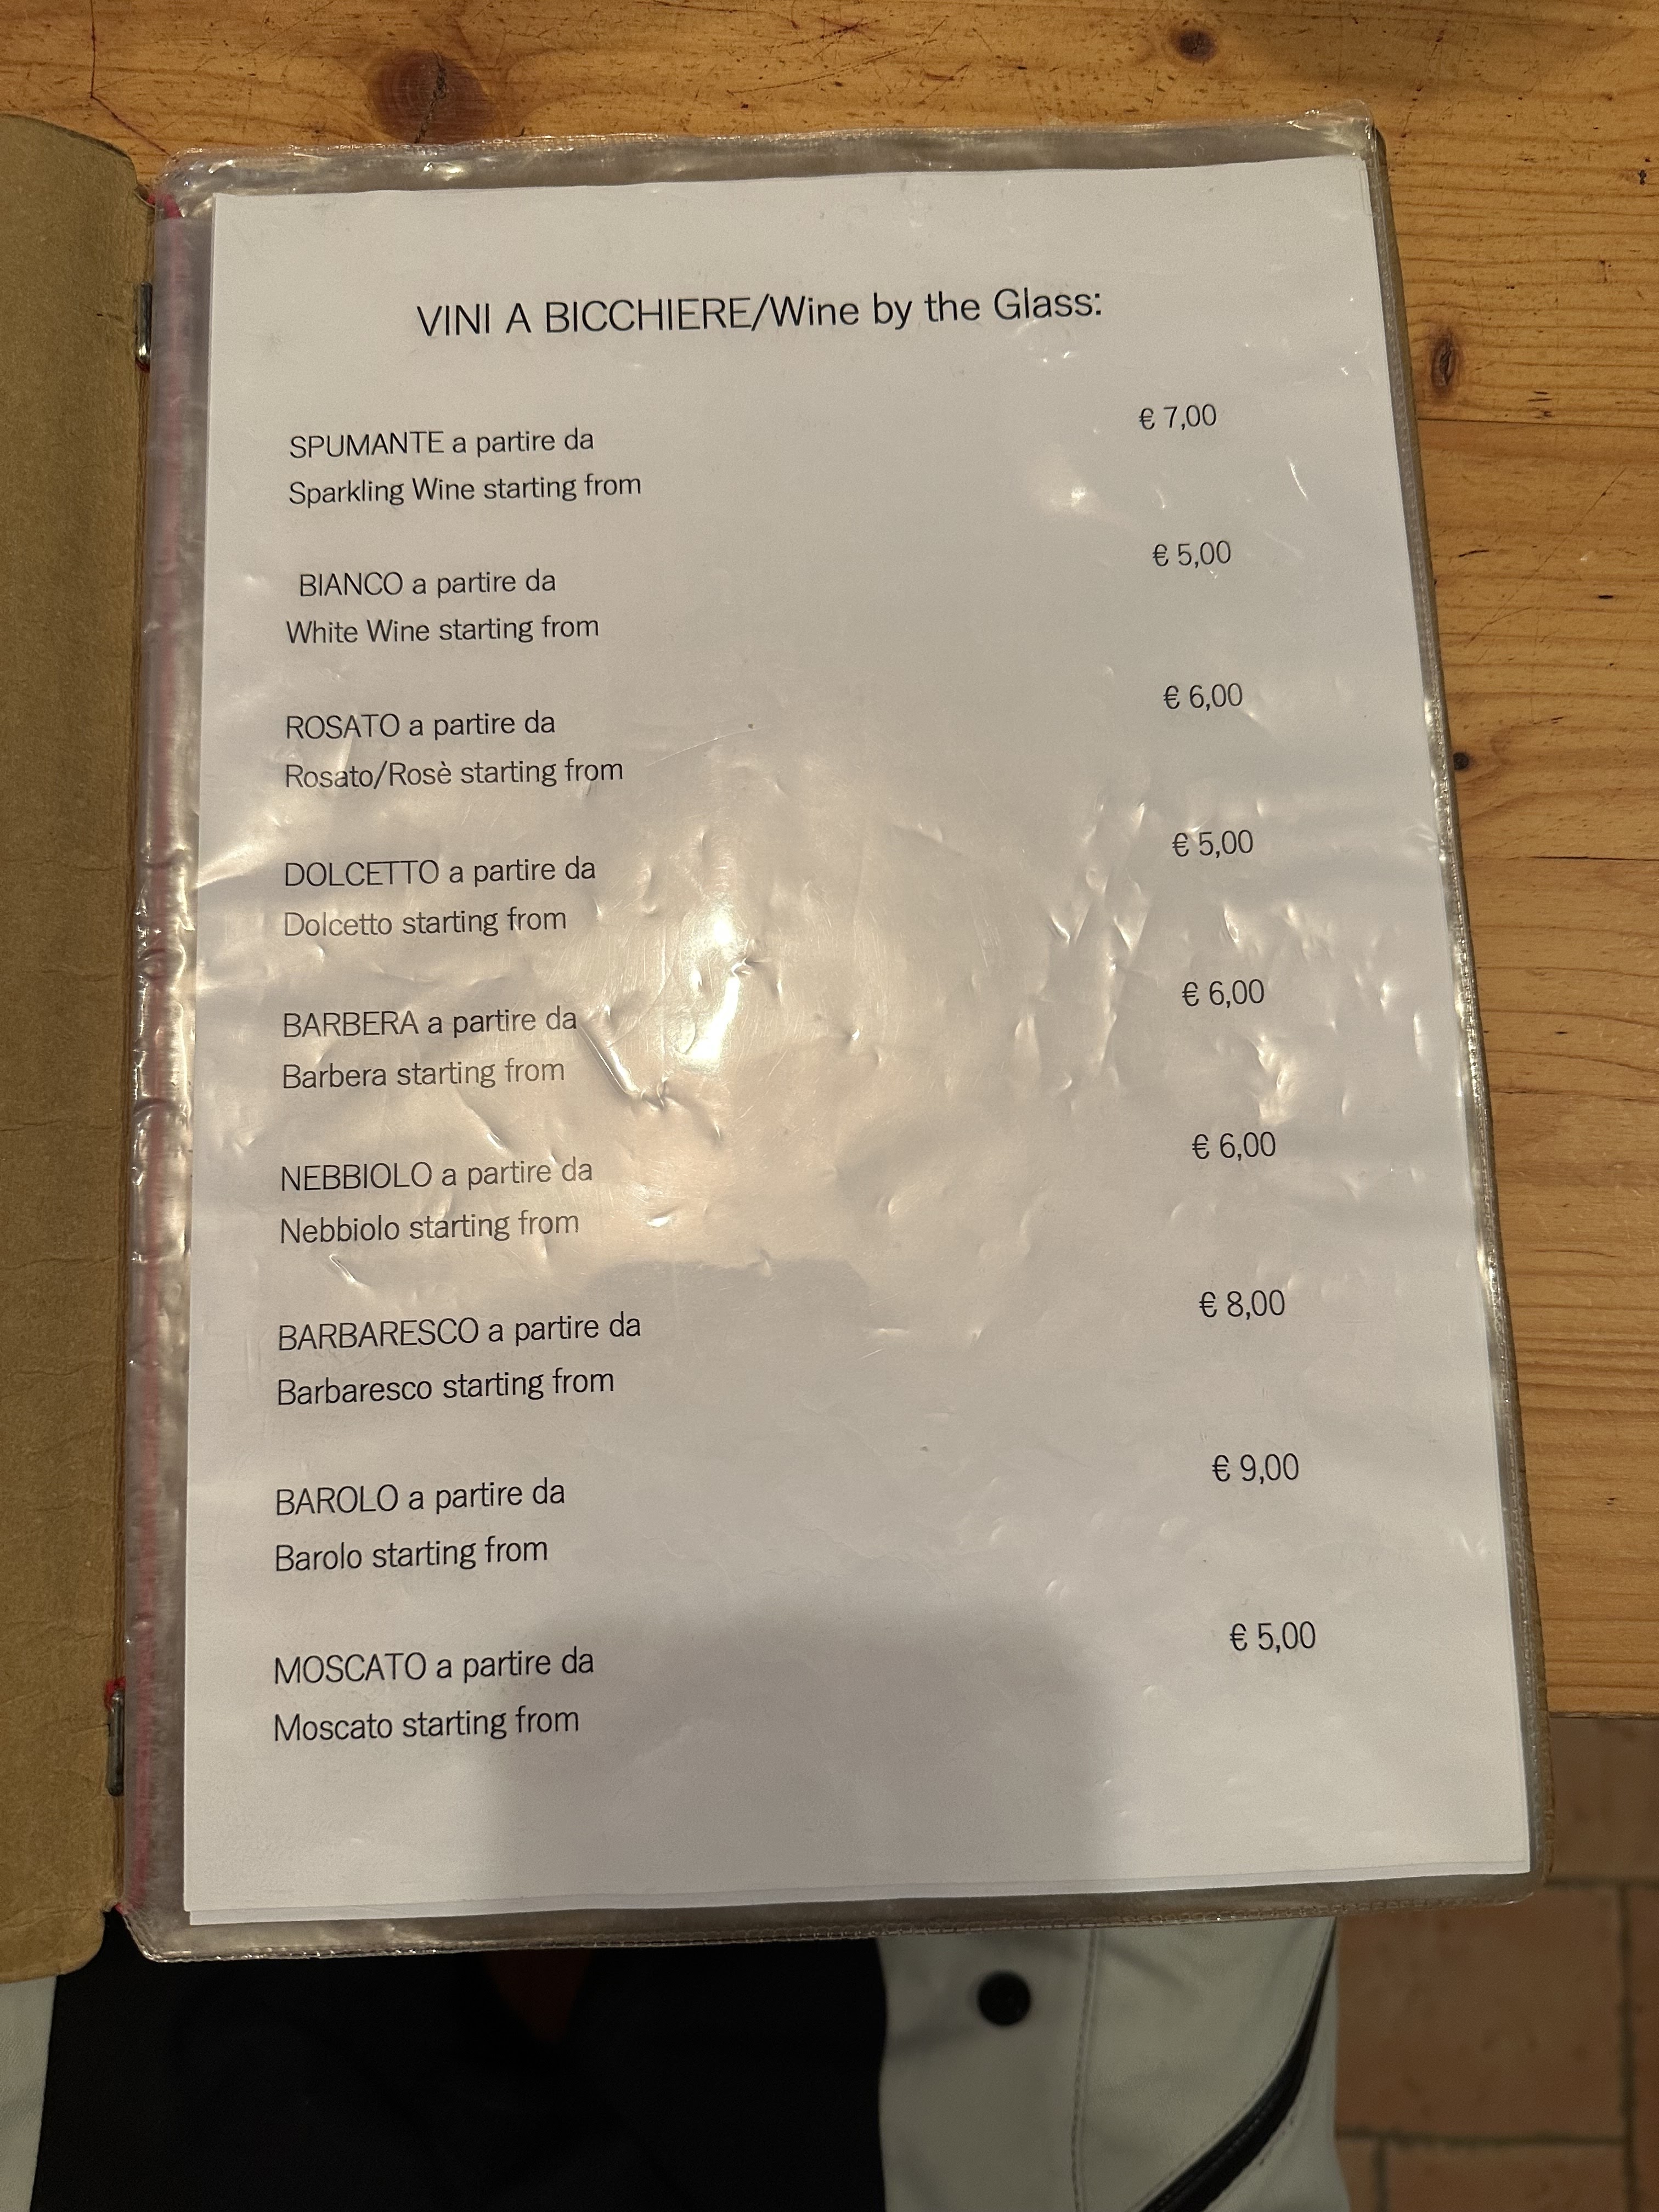 VINI A BICCHIERE/Wine by the Glass:
SPUMANTE a partire da € 7,00
Sparkling Wine starting from
BIANCO a partire da € 5,00
White Wine starting from
ROSATO a partire da € 6,00
Rosato/Rosè starting from
DOLCETTO a partire da € 5,00
Dolcetto starting from
BARBERA a partire da € 6,00
Barbera starting from
NEBBIOLO a partire da € 6,00
Nebbiolo starting from
BARBARESCO a partire da € 8,00
Barbaresco starting from
BAROLO a partire da € 9,00
Barolo starting from
MOSCATO a partire da € 5,00
Moscato starting from